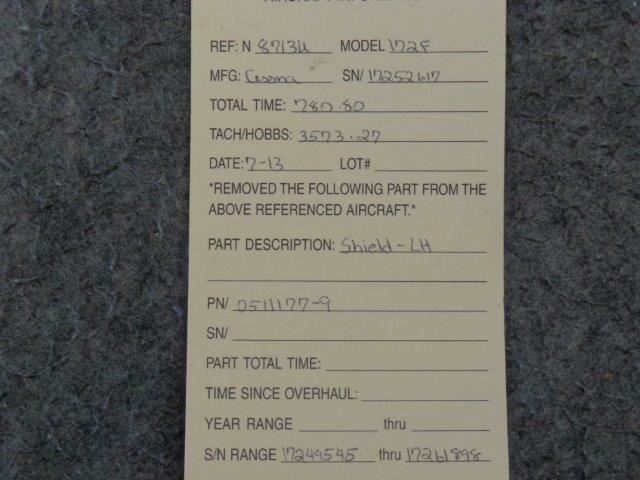 REF: N 8713U MODEL 172F
MFG: Cessna SN/ 17252617
TOTAL TIME: 780.80
TACH/HOBBS: 3573.27
DATE: 7-13 LOT#
*REMOVED THE FOLLOWING PART FROM THE
ABOVE REFERENCED AIRCRAFT.*
PART DESCRIPTION: Shield-LH
PN/ 0511177-9
SN/
PART TOTAL TIME:
TIME SINCE OVERHAUL:
YEAR RANGE thru
S/N RANGE 17249545 thru 17261898